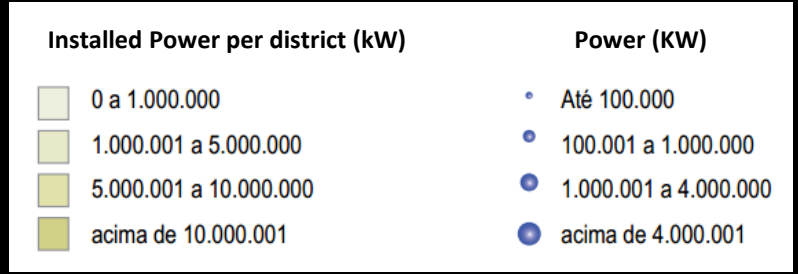 Installed Power per district (kW)
0 a 1.000.000
1.000.001 a 5.000.000
5.000.001 a 10.000.000
acima de 10.000.001
Power (KW)
Até 100.000
100.001 a 1.000.000
1.000.001 a 4.000.000
acima de 4.000.001